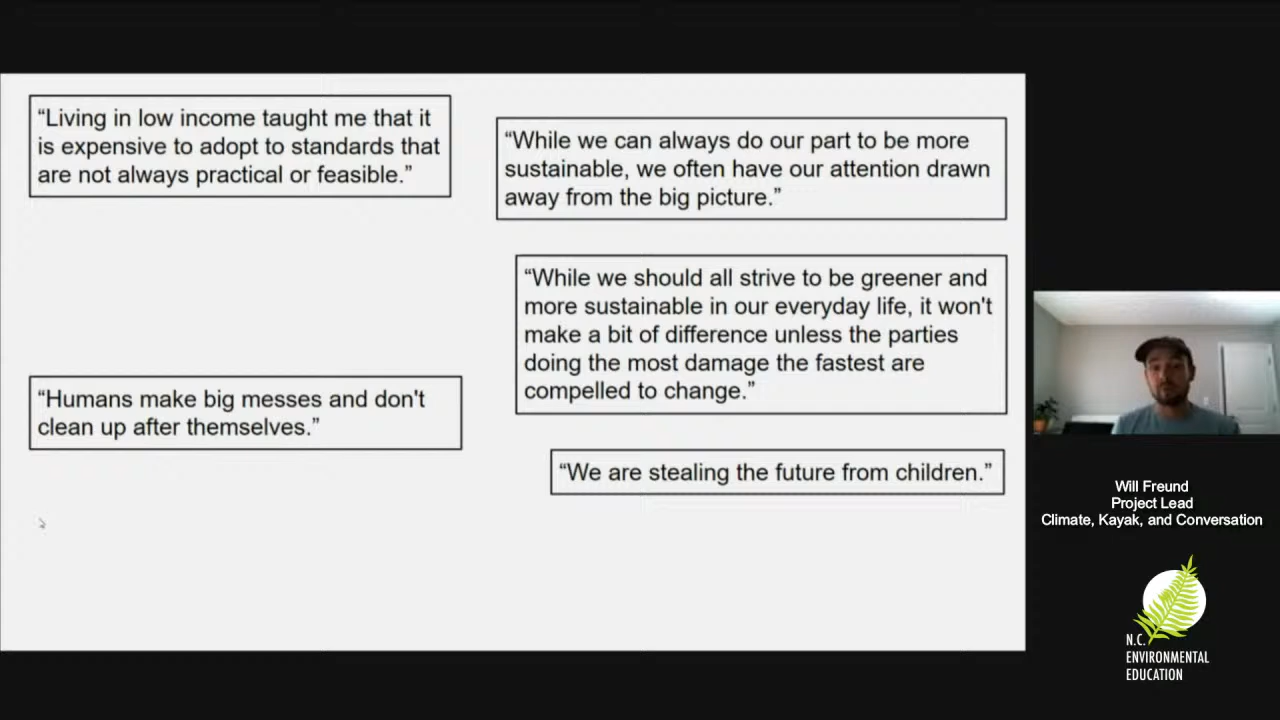 “Living in low income taught me that it
is expensive to adopt to standards that
are not always practical or feasible.”
“While we can always do our part to be more
sustainable, we often have our attention drawn
away from the big picture.”
“While we should all strive to be greener and
more sustainable in our everyday life, it won't
make a bit of difference unless the parties
doing the most damage the fastest are
compelled to change.”
“Humans make big messes and don't
clean up after themselves.”
“We are stealing the future from children.”
Will Freund
Project Lead
Climate, Kayak, and Conversation
N.C.
ENVIRONMENTAL
EDUCATION